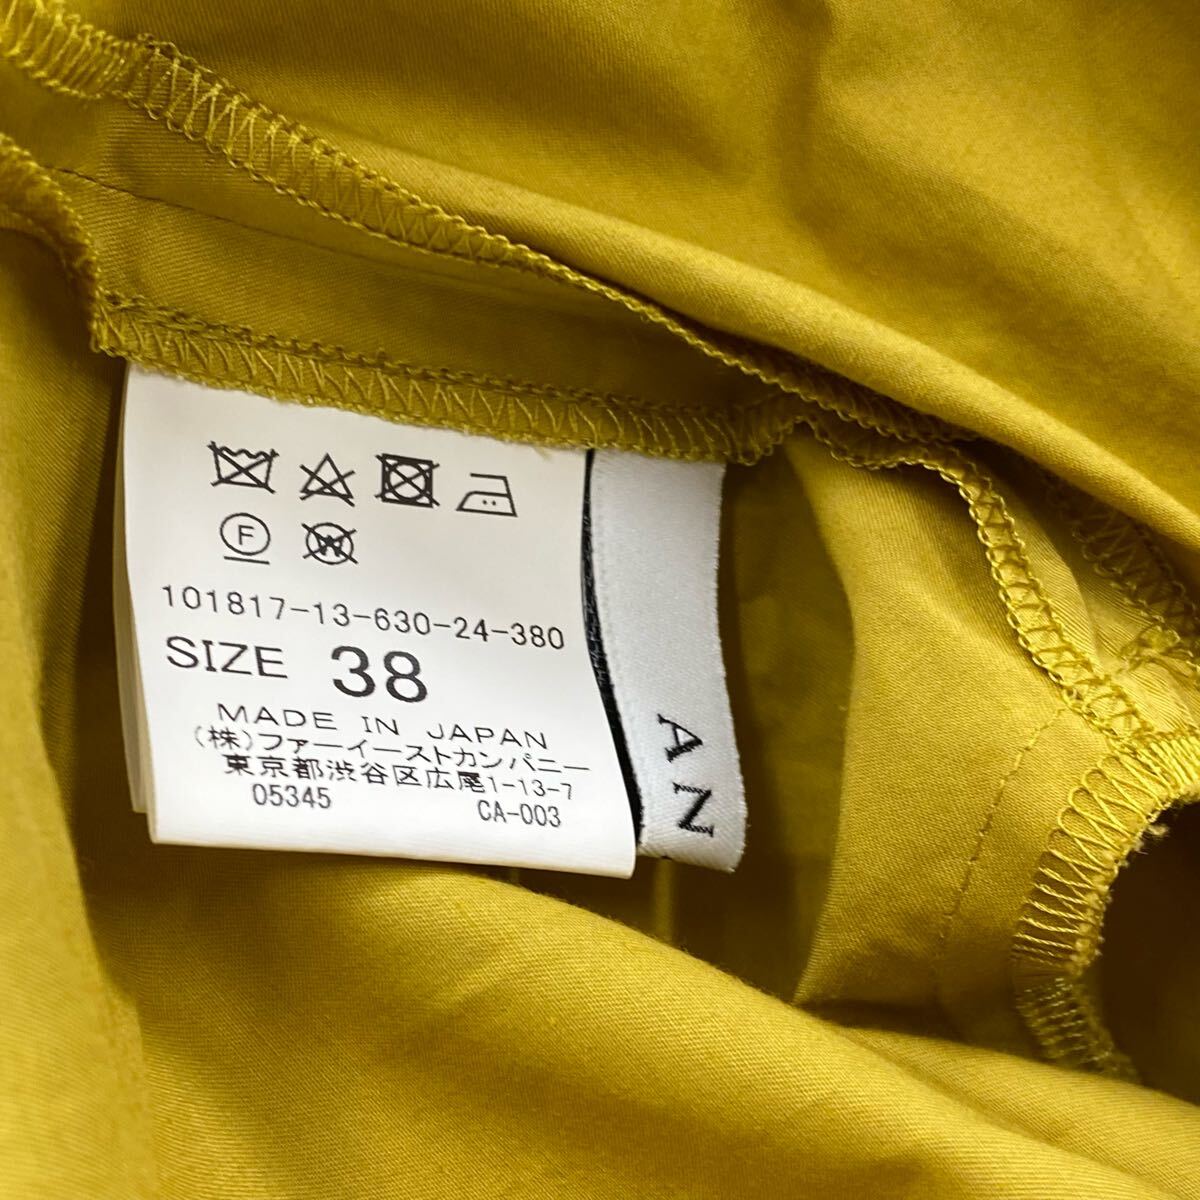 F
W
101817-13-630-24-380
SIZE 38
MADE IN JAPAN
(株)ファーイーストカンパニー
東京都渋谷区広尾1-13-7
05345 CA-003
AN